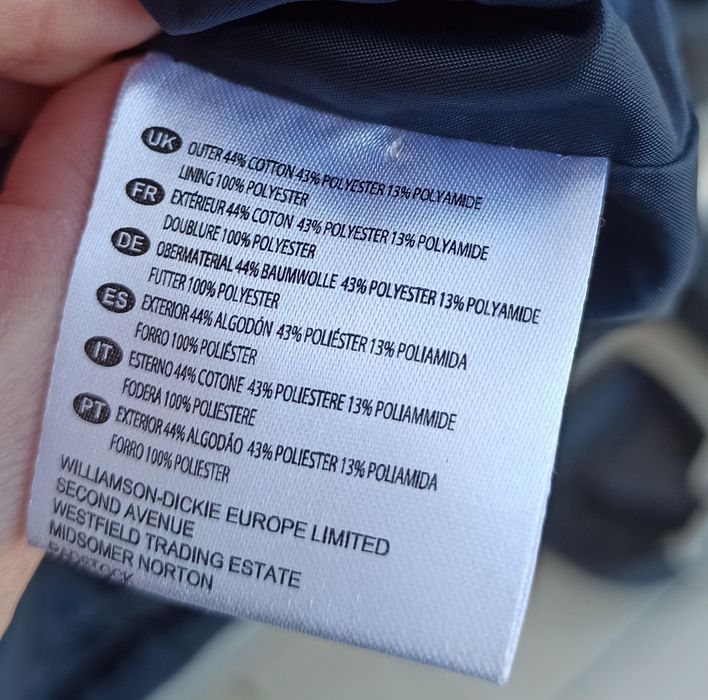 UK OUTER 44% COTTON 43% POLYESTER 13% POLYAMIDE
LINING 100% POLYESTER
FR EXTÉRIEUR 44% COTON 43% POLYESTER 13% POLYAMIDE
DOUBLURE 100% POLYESTER
DE OBERMATERIAL 44% BAUMWOLLE 43% POLYESTER 13% POLYAMIDE
FUTTER 100% POLYESTER
ES EXTERIOR 44% ALGODÓN 43% POLIÉSTER 13% POLIAMIDA
FORRO 100% POLIÉSTER
IT ESTERNO 44% COTONE 43% POLIESTERE 13% POLIAMMIDE
FODERA 100% POLIESTERE
PT EXTERIOR 44% ALGODÃO 43% POLIESTER 13% POLIAMIDA
FORRO 100% POLIESTER
WILLIAMSON-DICKIE EUROPE LIMITED
SECOND AVENUE
WESTFIELD TRADING ESTATE
MIDSOMER NORTON
RADSTOCK